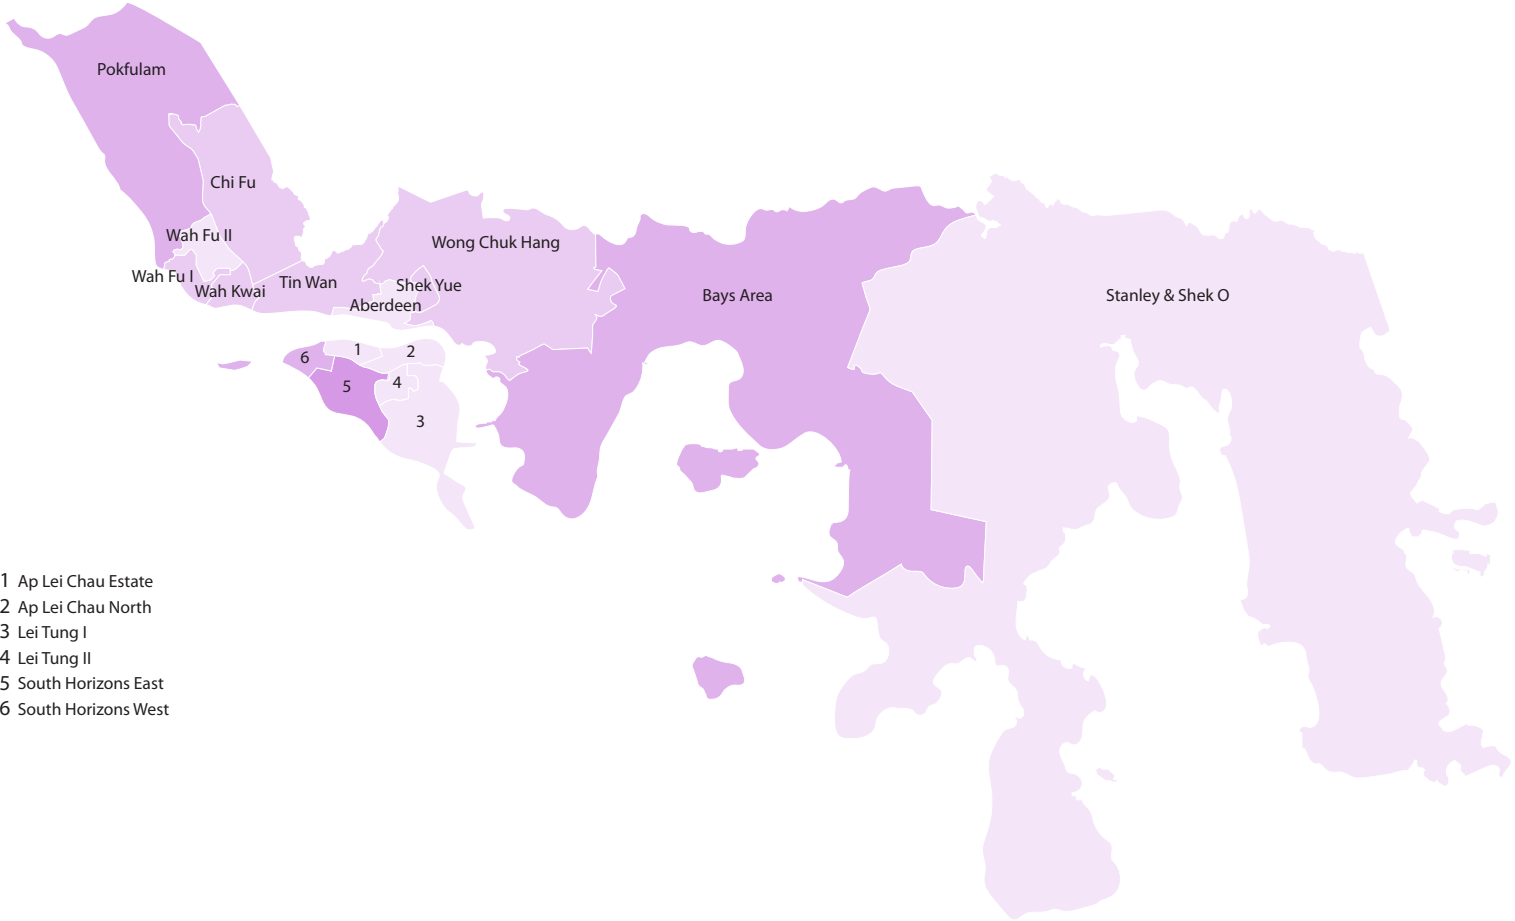 Pokfulam
Chi Fu
Wah Fu II
Wong Chuk Hang
Wah Fu I
Wah Kwai
Tin Wan
Shek Yue
Aberdeen
Bays Area
Stanley & Shek O
6
1
2
5
4
3
1 Ap Lei Chau Estate
2 Ap Lei Chau North
3 Lei Tung I
4 Lei Tung II
5 South Horizons East
6 South Horizons West